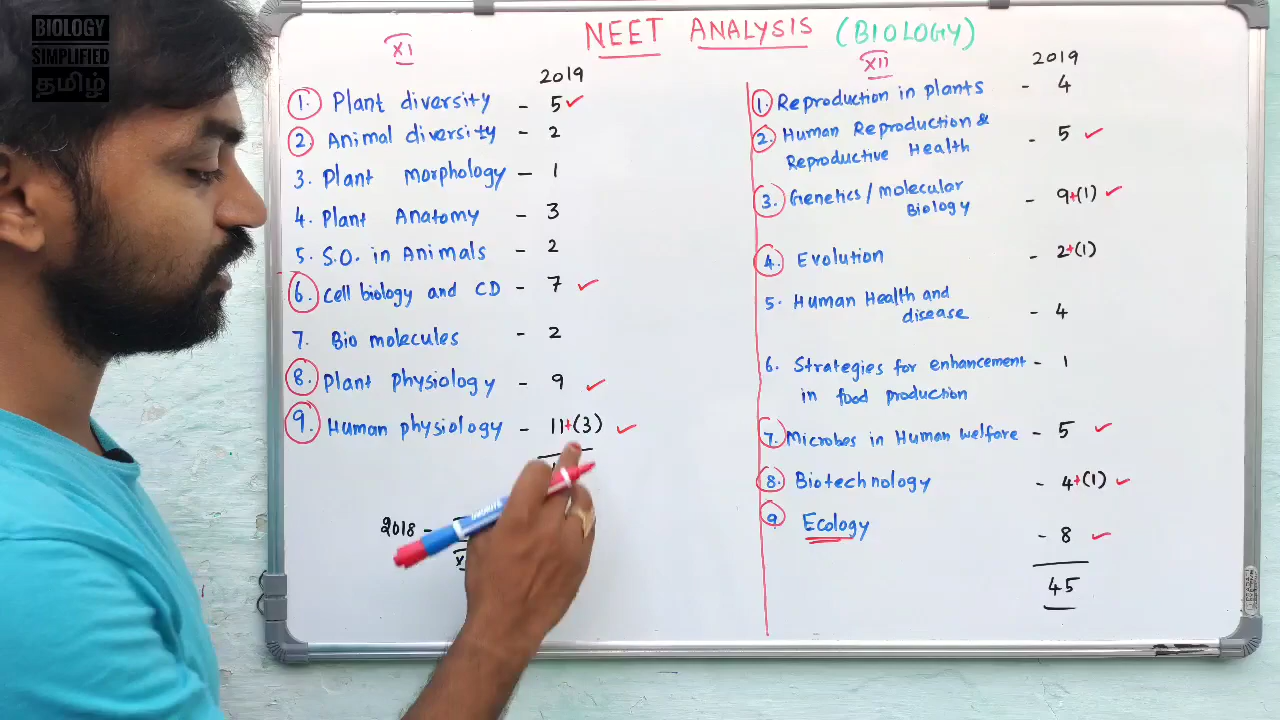 BIOLOGY
SIMPLIFIED
தமிழ்
NEET ANALYSIS (BIOLOGY)
XI
2019
1. Plant diversity - 5 ✓
2. Animal diversity - 2
3. Plant morphology - 1
4. Plant Anatomy - 3
5. S.O. in Animals - 2
6. Cell biology and CD - 7 ✓
7. Bio molecules - 2
8. Plant physiology - 9 ✓
9. Human physiology - 11+(3) ✓
2018 -
XII
2019
1. Reproduction in plants - 4
2. Human Reproduction &
Reproductive Health - 5 ✓
3. Genetics/molecular
Biology - 9+(1) ✓
4. Evolution - 2+(1)
5. Human Health and
disease - 4
6. Strategies for enhancement - 1
in food production
7. Microbes in Human welfare - 5 ✓
8. Biotechnology - 4+(1) ✓
9. Ecology - 8 ✓
45